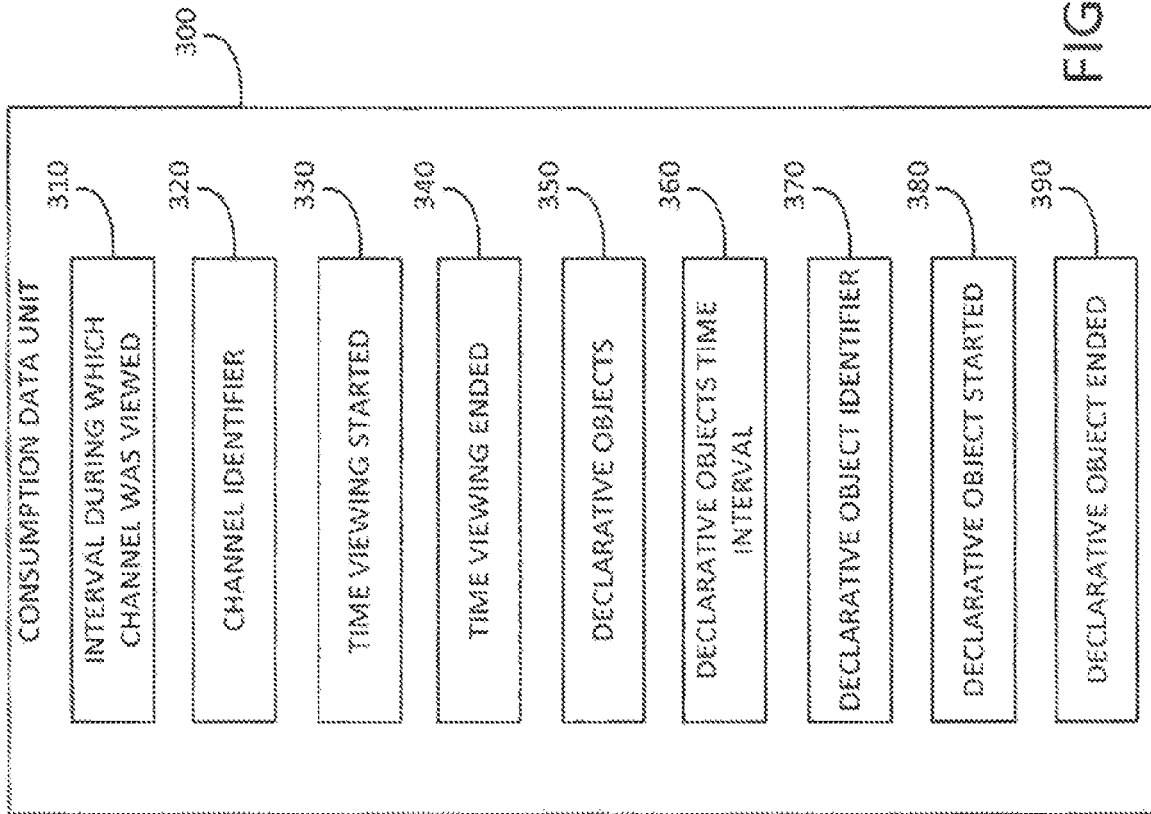 CONSUMPTION DATA UNIT
300
INTERVAL DURING WHICH
CHANNEL WAS VIEWED
310
CHANNEL IDENTIFIER
320
TIME VIEWING STARTED
330
TIME VIEWING ENDED
340
DECLARATIVE OBJECTS
350
DECLARATIVE OBJECTS TIME
INTERVAL
360
DECLARATIVE OBJECT IDENTIFIER
370
DECLARATIVE OBJECT STARTED
380
DECLARATIVE OBJECT ENDED
390
FIG